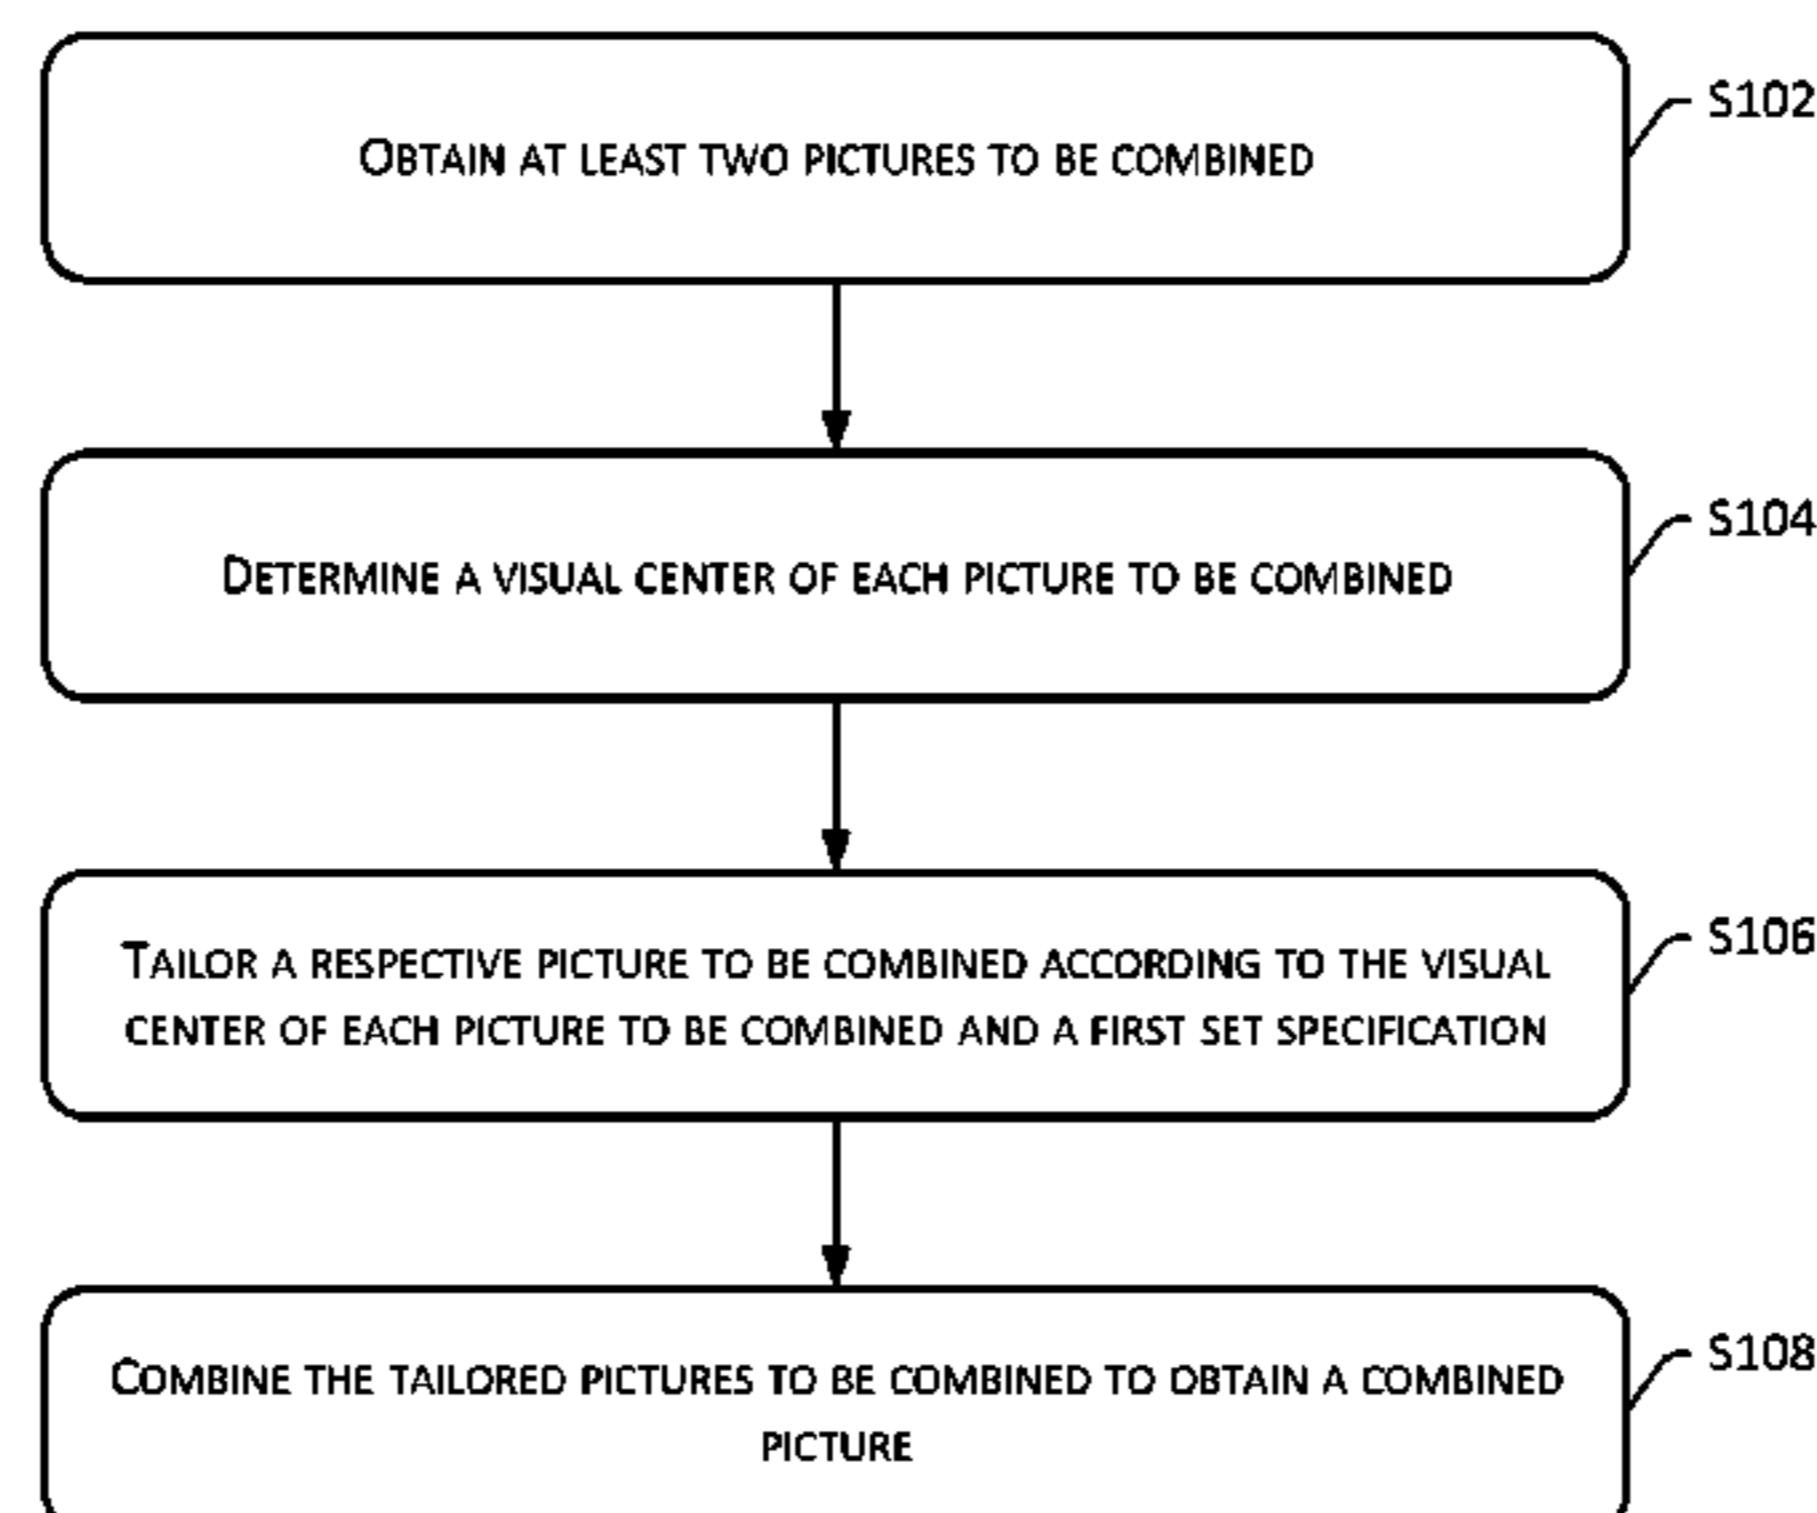 OBTAIN AT LEAST TWO PICTURES TO BE COMBINED
S102
DETERMINE A VISUAL CENTER OF EACH PICTURE TO BE COMBINED
S104
TAILOR A RESPECTIVE PICTURE TO BE COMBINED ACCORDING TO THE VISUAL
CENTER OF EACH PICTURE TO BE COMBINED AND A FIRST SET SPECIFICATION
S106
COMBINE THE TAILORED PICTURES TO BE COMBINED TO OBTAIN A COMBINED
PICTURE
S108